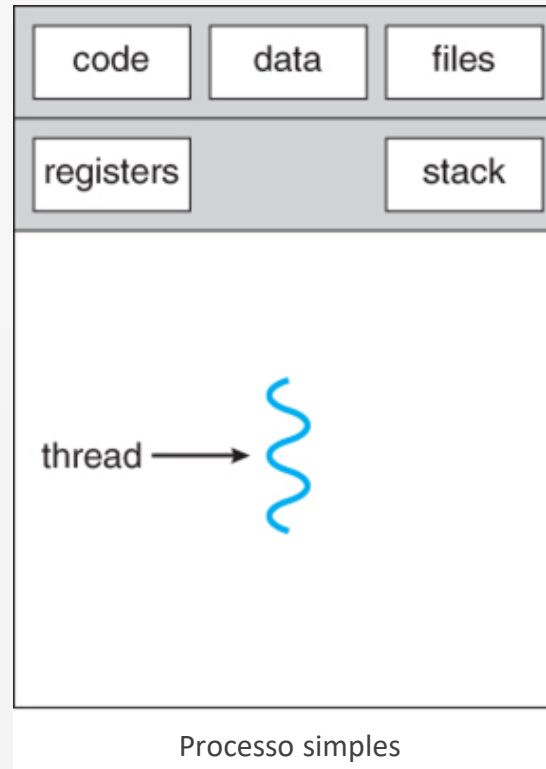 code data files
registers stack
thread
Processo simples